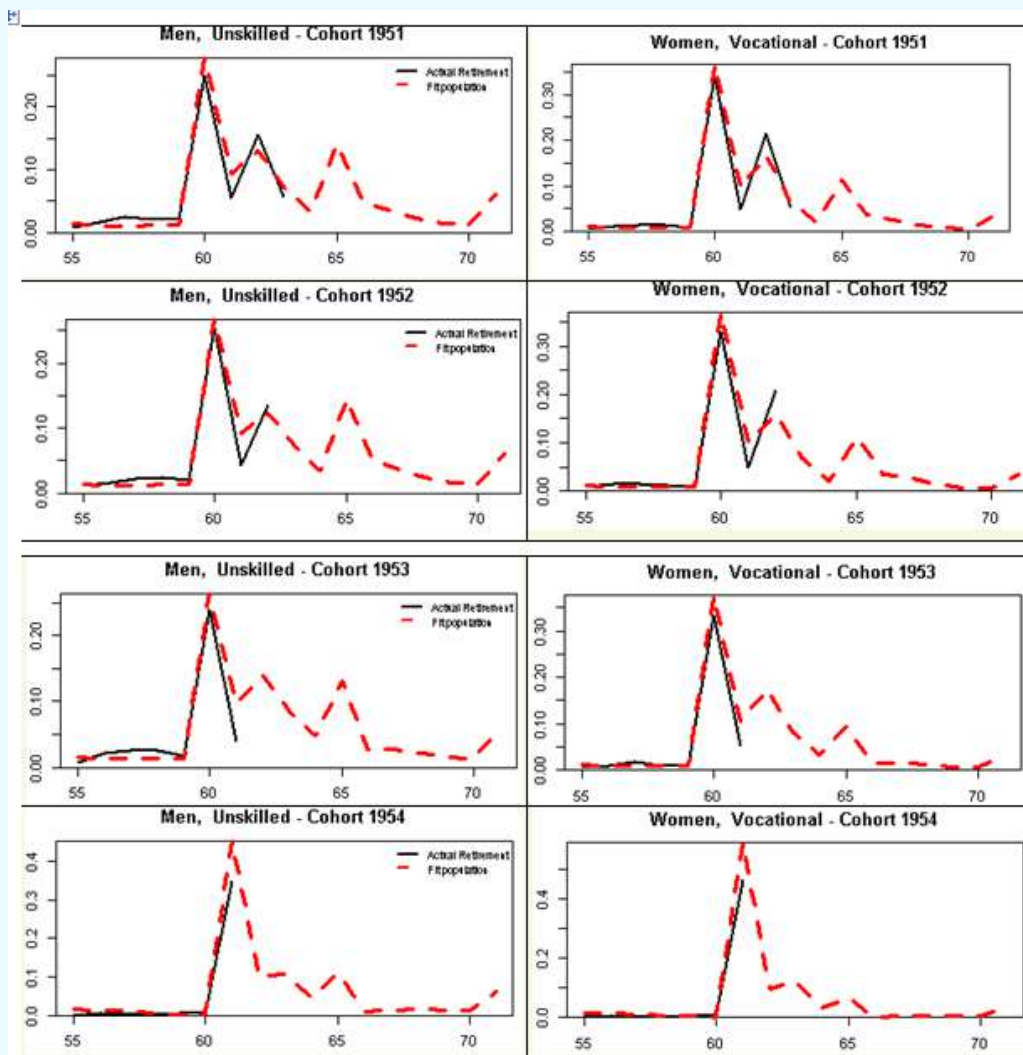 Men, Unskilled - Cohort 1951
Actual Retirement
Fitpopelation
0.20
0.10
0.00
55 60 65 70
Women, Vocational - Cohort 1951
0.30
0.20
0.10
0.00
55 60 65 70
Men, Unskilled - Cohort 1952
Actual Retirement
Fitpopelation
0.20
0.10
0.00
55 60 65 70
Women, Vocational - Cohort 1952
0.30
0.20
0.10
0.00
55 60 65 70
Men, Unskilled - Cohort 1953
Actual Retirement
Fitpopelation
0.20
0.10
0.00
55 60 65 70
Women, Vocational - Cohort 1953
0.30
0.20
0.10
0.00
55 60 65 70
Men, Unskilled - Cohort 1954
Actual Retirement
Fitpopelation
0.4
0.3
0.2
0.1
0.0
55 60 65 70
Women, Vocational - Cohort 1954
0.4
0.2
0.0
55 60 65 70